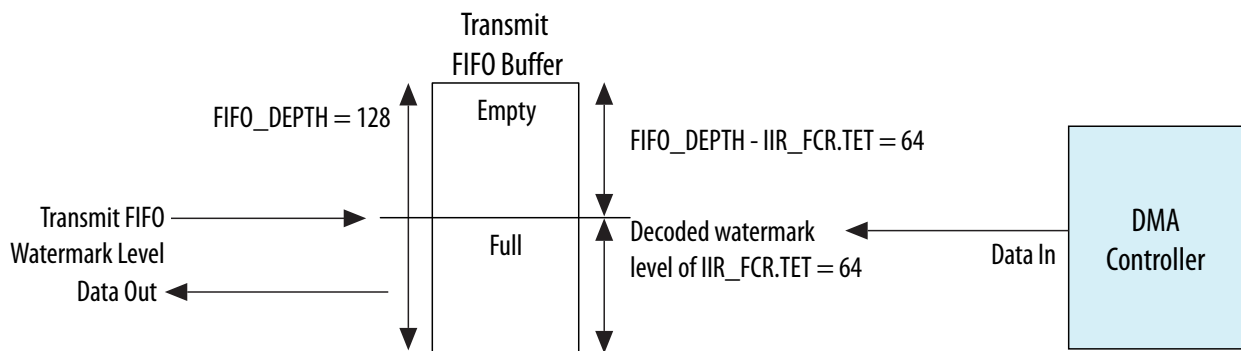 Transmit
FIFO Buffer
FIFO_DEPTH = 128
Empty
FIFO_DEPTH - IIR_FCR.TET = 64
Transmit FIFO
Watermark Level
Full
Decoded watermark
level of IIR_FCR.TET = 64
Data Out
Data In
DMA
Controller